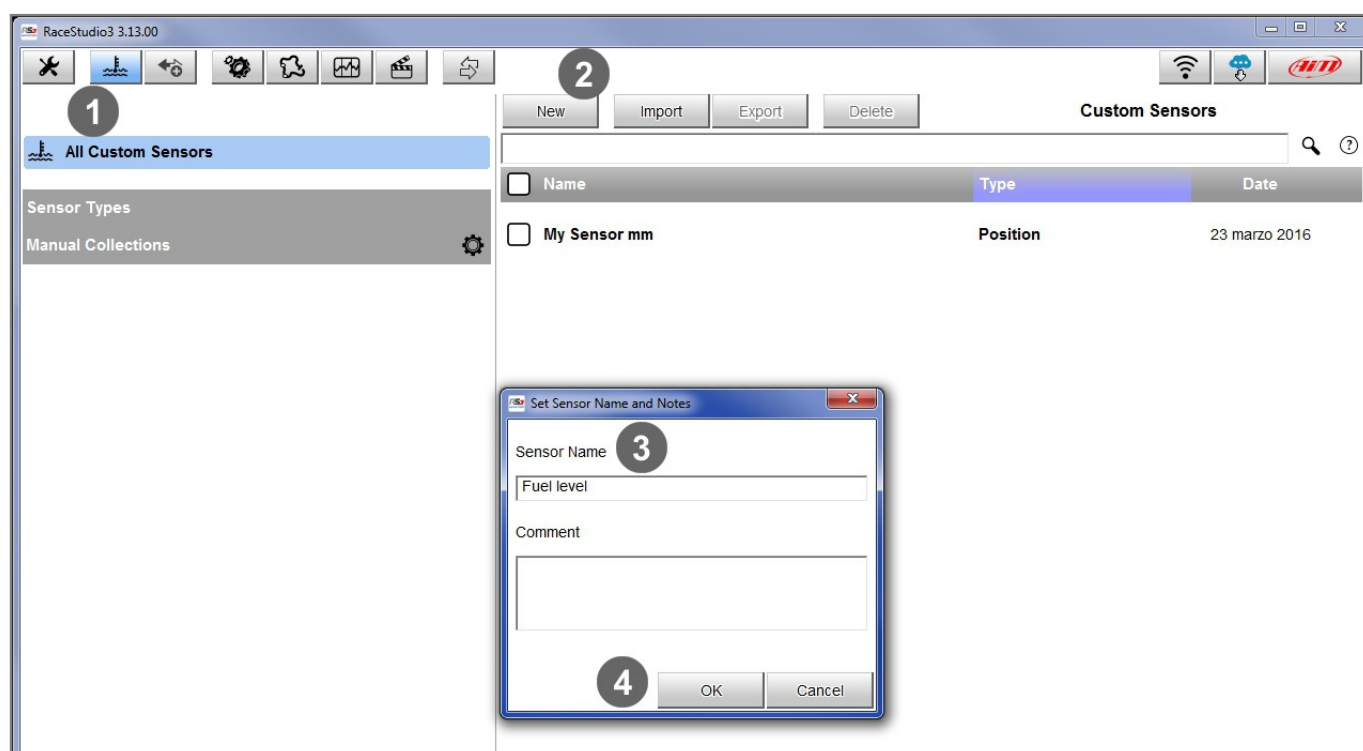 RaceStudio3 3.13.00
AiM
1
2
New Import Export Delete Custom Sensors
All Custom Sensors
?
Name Type Date
Sensor Types
My Sensor mm Position 23 marzo 2016
Manual Collections
Set Sensor Name and Notes
Sensor Name 3
Fuel level
Comment
4 OK Cancel